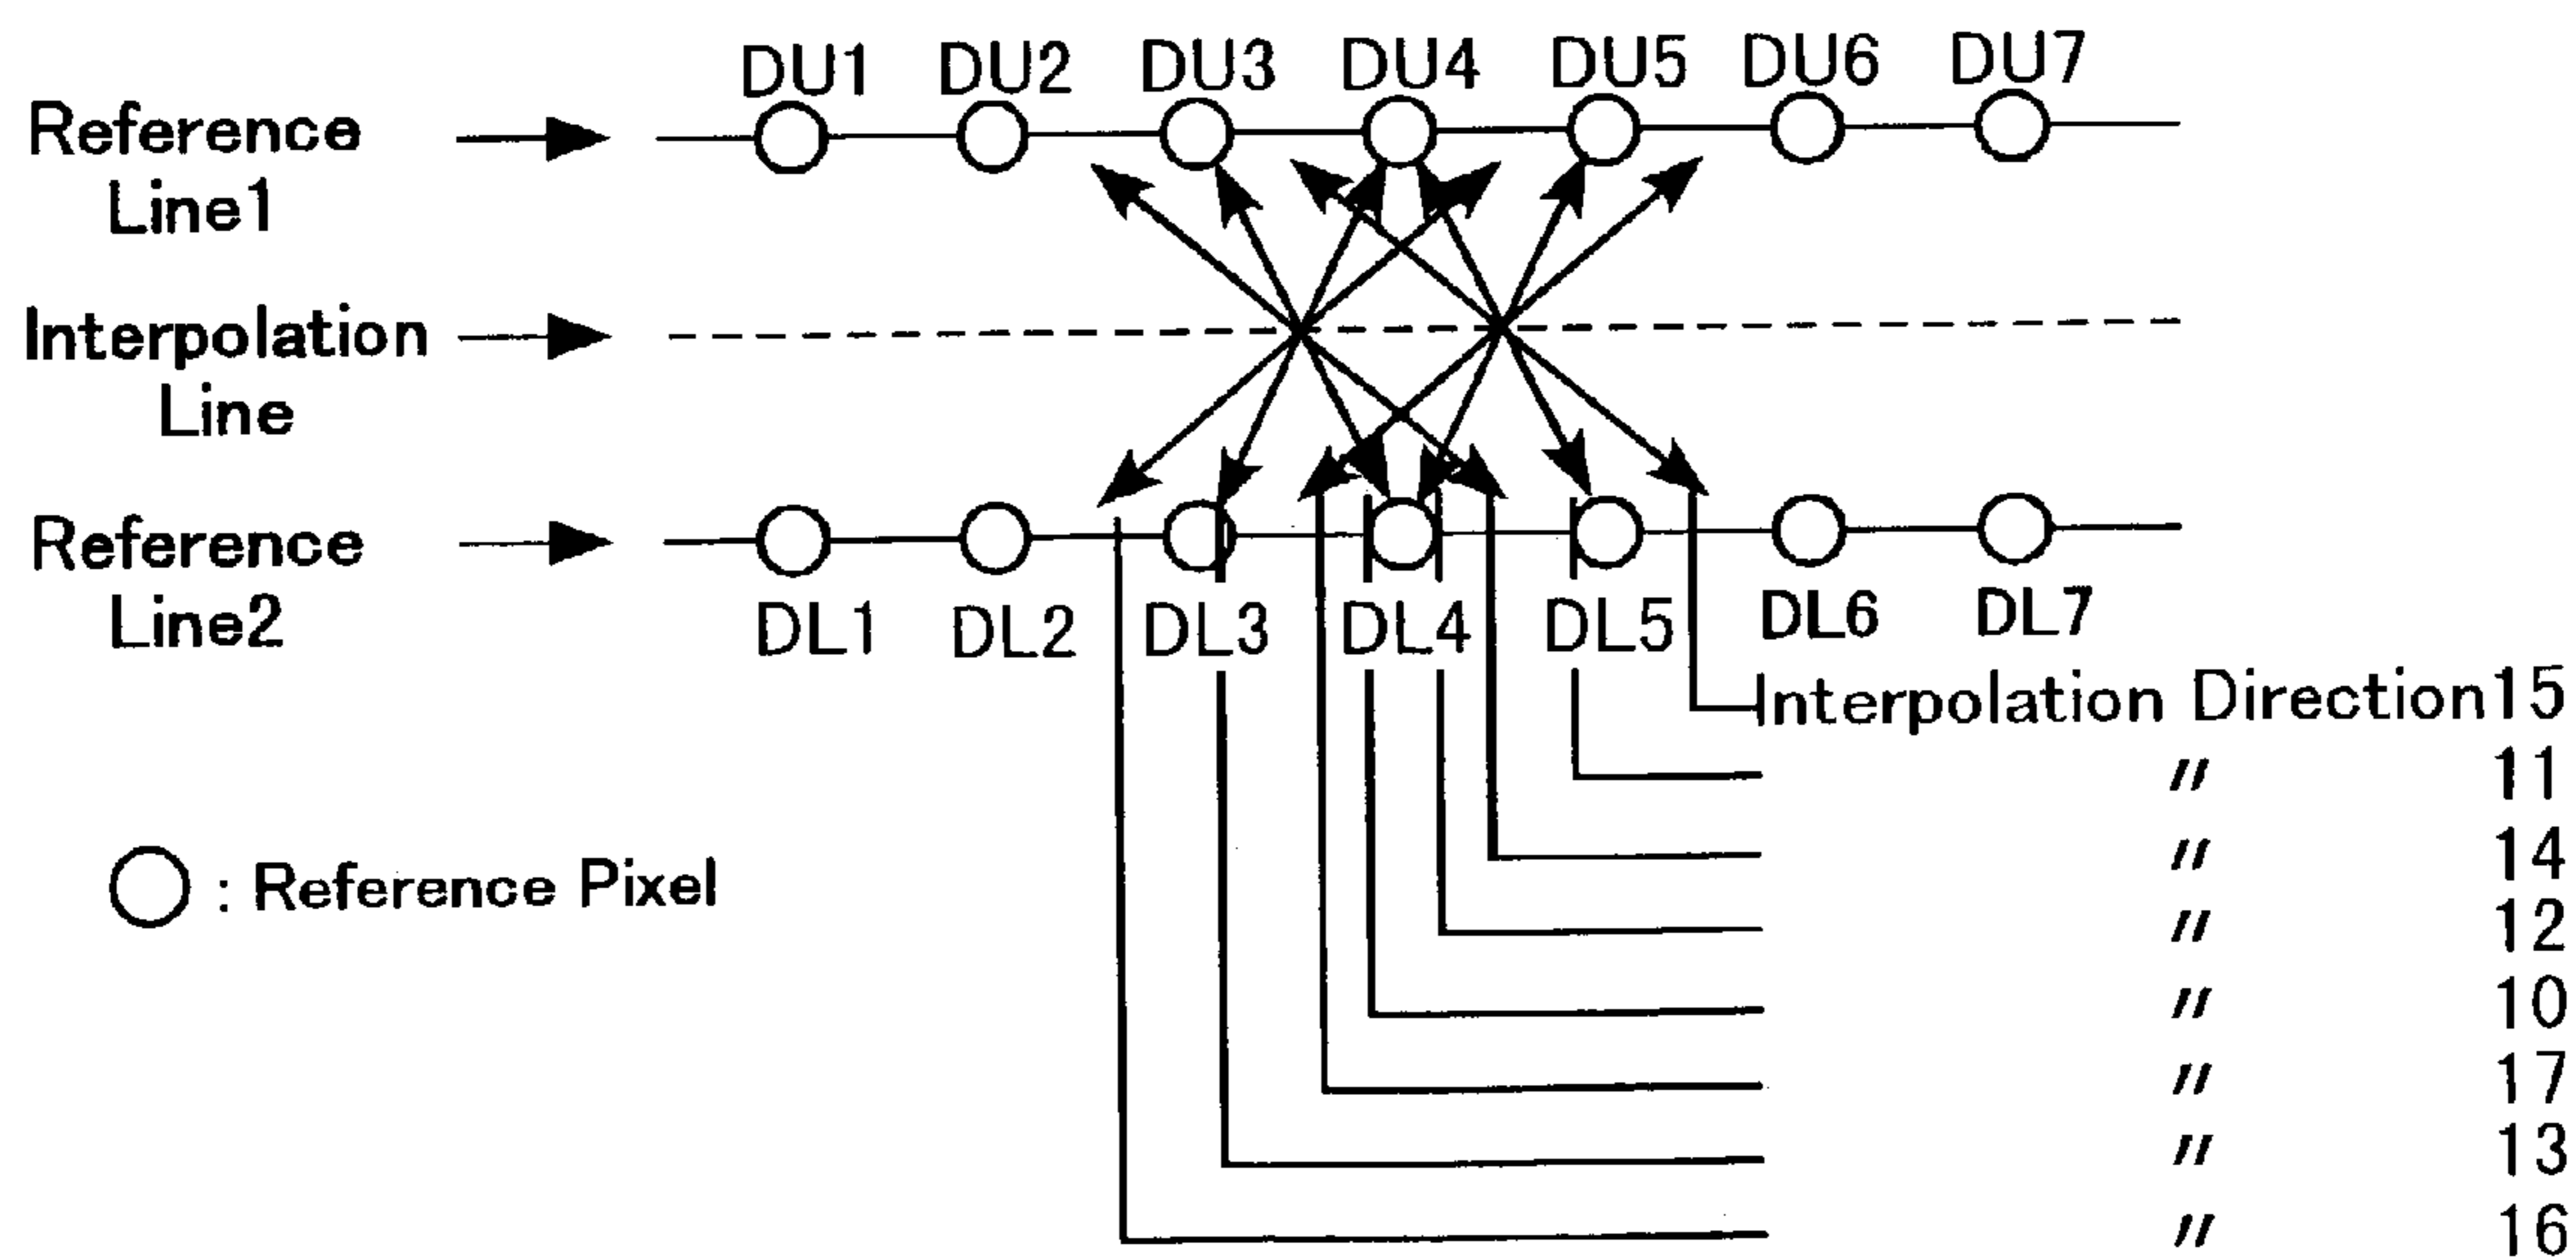 DU1 DU2 DU3 DU4 DU5 DU6 DU7
Reference
Line1
Interpolation
Line
Reference
Line2
DL1 DL2 DL3 DL4 DL5 DL6 DL7
Interpolation Direction15
〃 11
〃 14
〃 12
〃 10
〃 17
〃 13
〃 16
: Reference Pixel